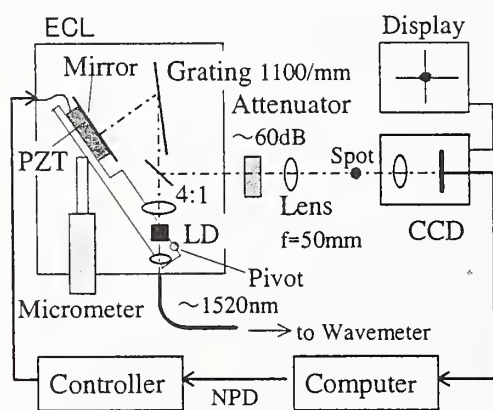 ECL
Display
Mirror
Grating 1100/mm
Attenuator
~60dB
PZT
Spot
4:1
Lens
f=50mm
CCD
LD
Pivot
Micrometer
~1520nm
to Wavemeter
Controller
NPD
Computer